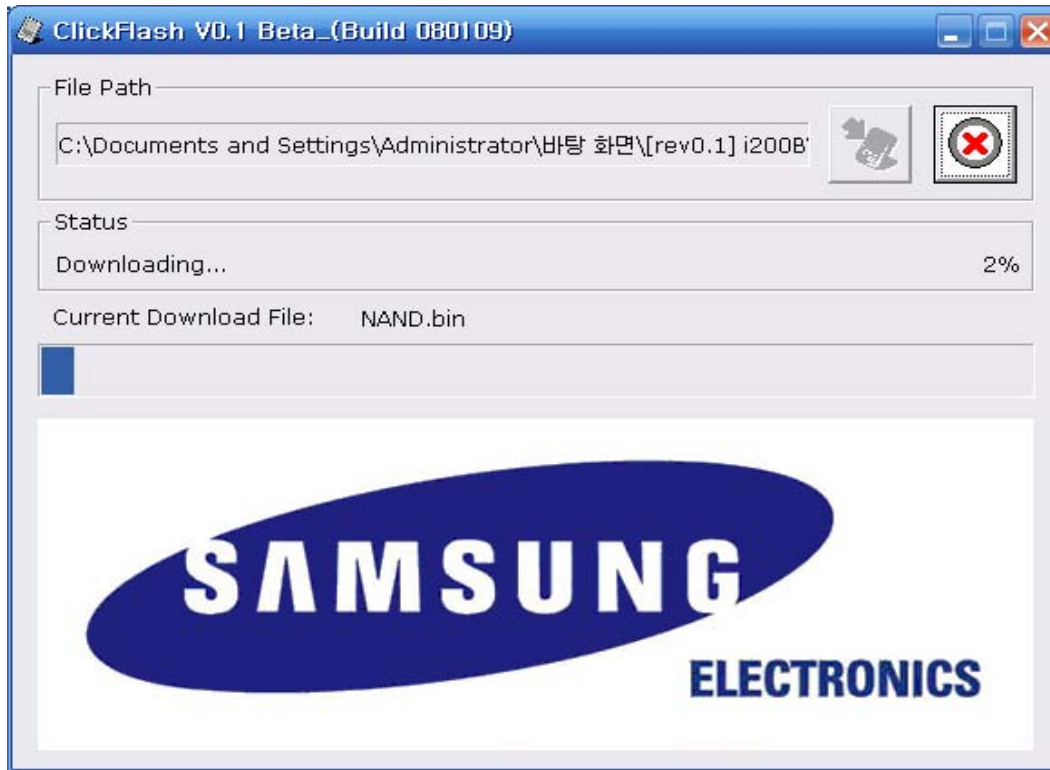 ClickFlash V0.1 Beta_(Build 080109)
File Path
C:\Documents and Settings\Administrator\바탕 화면\[rev0.1] i200B
Status
Downloading... 2%
Current Download File: NAND.bin
SAMSUNG
ELECTRONICS